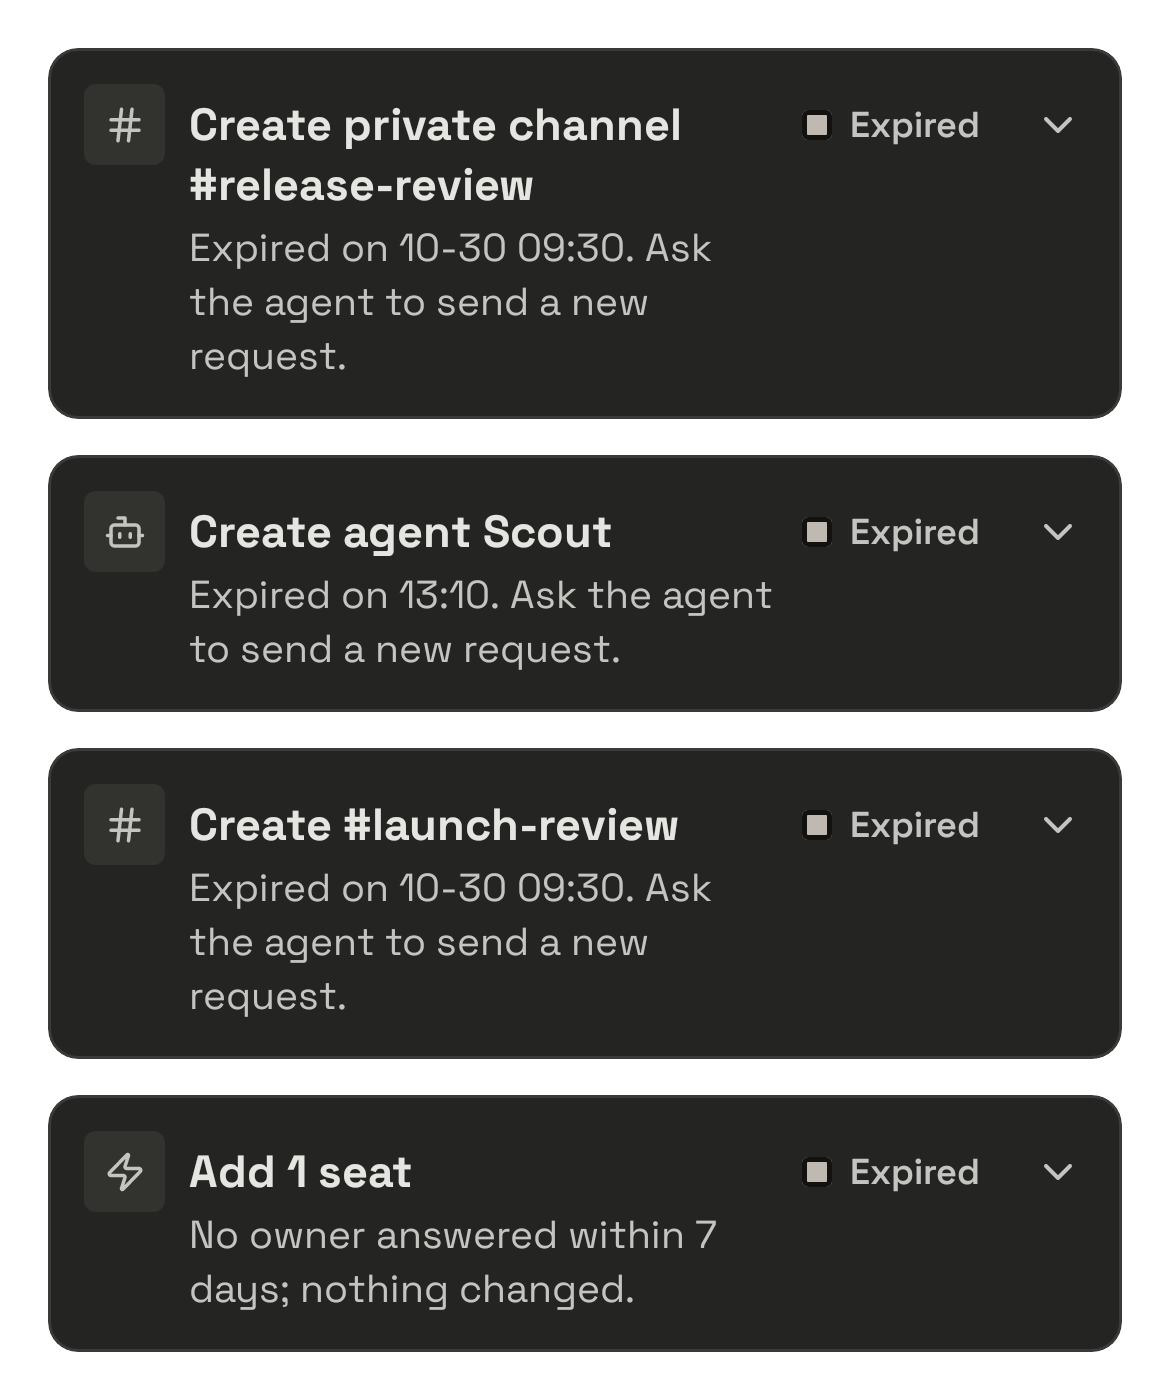 Create private channel
#release-review
Expired
Expired on 10-30 09:30. Ask
the agent to send a new
request.
Create agent Scout
Expired
Expired on 13:10. Ask the agent
to send a new request.
Create #launch-review
Expired
Expired on 10-30 09:30. Ask
the agent to send a new
request.
Add 1 seat
Expired
No owner answered within 7
days; nothing changed.